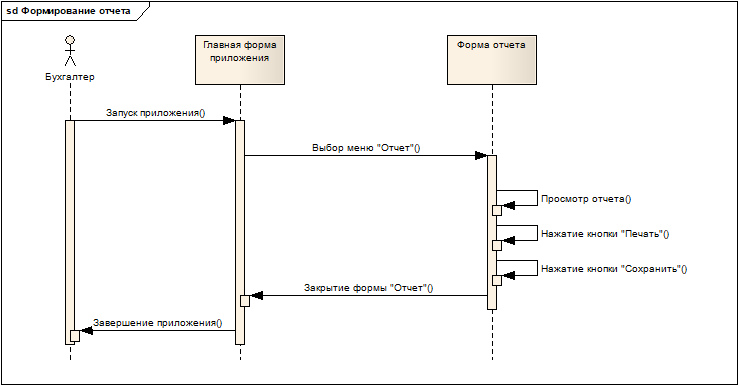 sd Формирование отчета
Бухгалтер
Главная форма
приложения
Форма отчета
Запуск приложения()
Выбор меню "Отчет"()
Просмотр отчета()
Нажатие кнопки "Печать"()
Нажатие кнопки "Сохранить"()
Закрытие формы "Отчет"()
Завершение приложения()